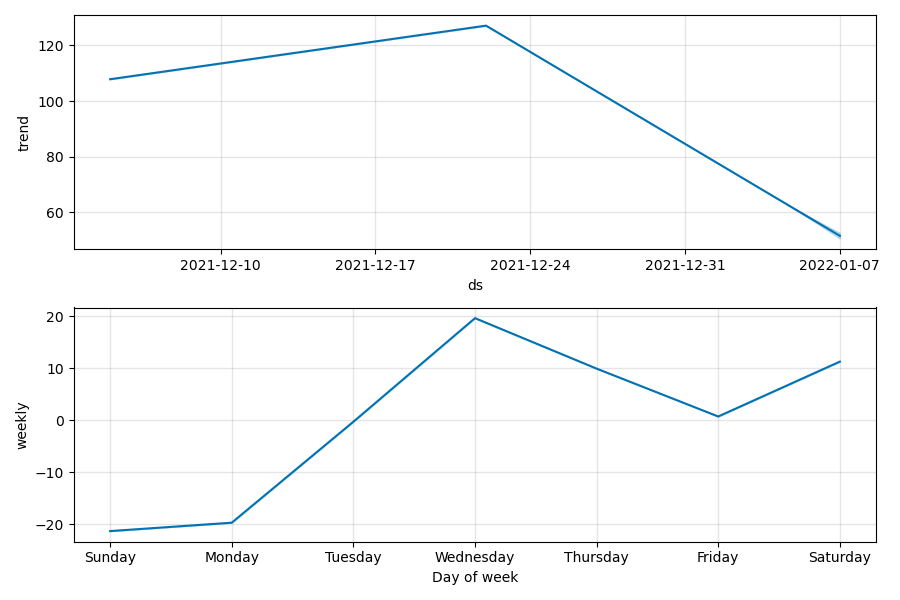 120
100
80
60
trend
2021-12-10 2021-12-17 2021-12-24 2021-12-31 2022-01-07
ds
20
10
0
−10
−20
weekly
Sunday Monday Tuesday Wednesday Thursday Friday Saturday
Day of week